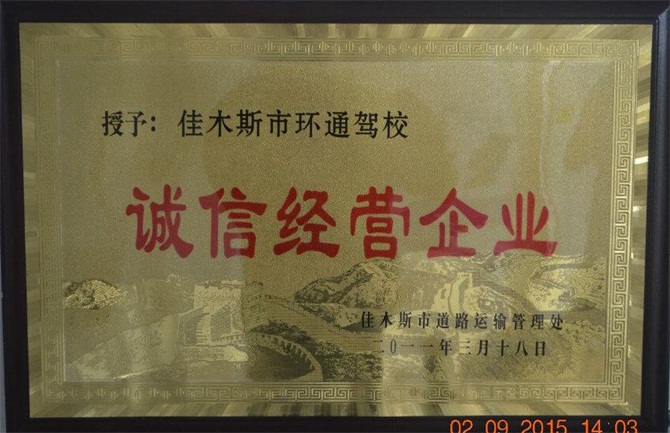 授予：佳木斯市环通驾校
诚信经营企业
佳木斯市道路运输管理处
二〇一一年三月十八日
02 09 2015 14:03